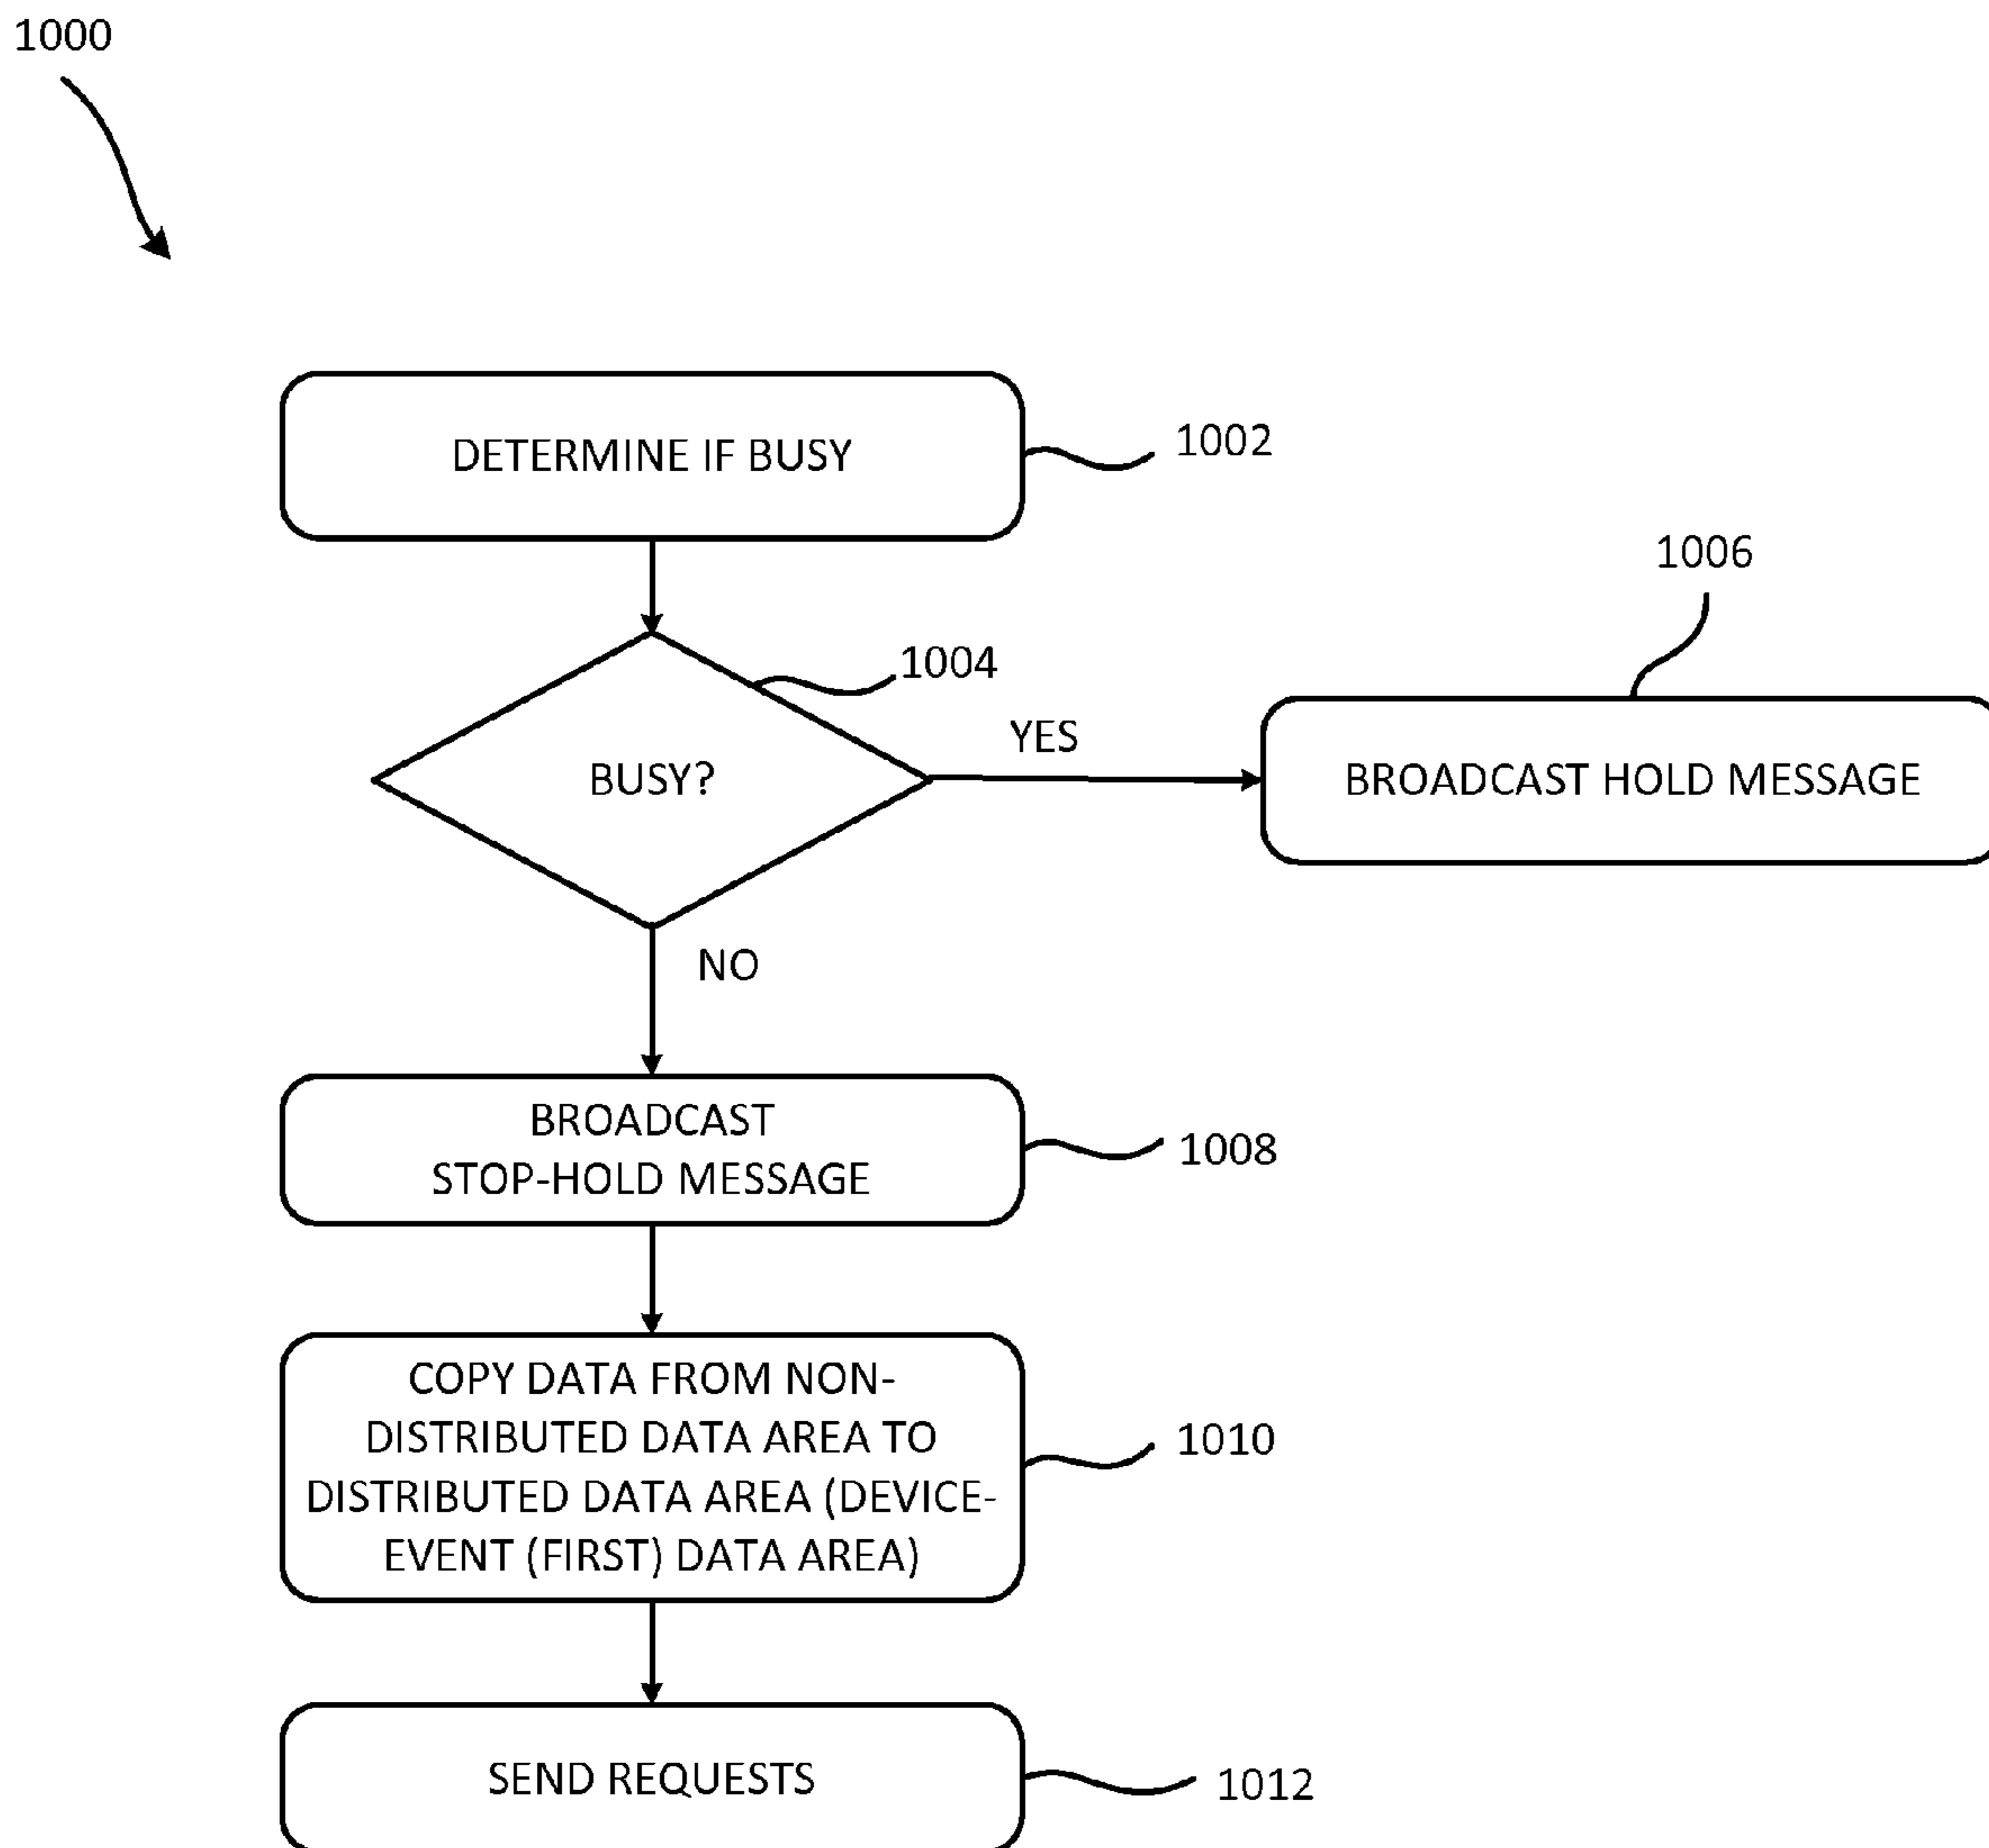 1000
DETERMINE IF BUSY
1002
1006
1004
YES
BUSY?
BROADCAST HOLD MESSAGE
NO
BROADCAST
STOP-HOLD MESSAGE
1008
COPY DATA FROM NON-
DISTRIBUTED DATA AREA TO
DISTRIBUTED DATA AREA (DEVICE-
EVENT (FIRST) DATA AREA)
1010
SEND REQUESTS
1012